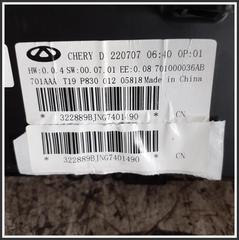 CHERY D 220707 06:40 OP:01
HW:0.0.4 SW:00.07.01 EE:0.08 701000036AB
701AAA T19 P830 012 05818 Made in China
* 322889BJNG7401490 * CN
* 322889BJNG7401490 * CN